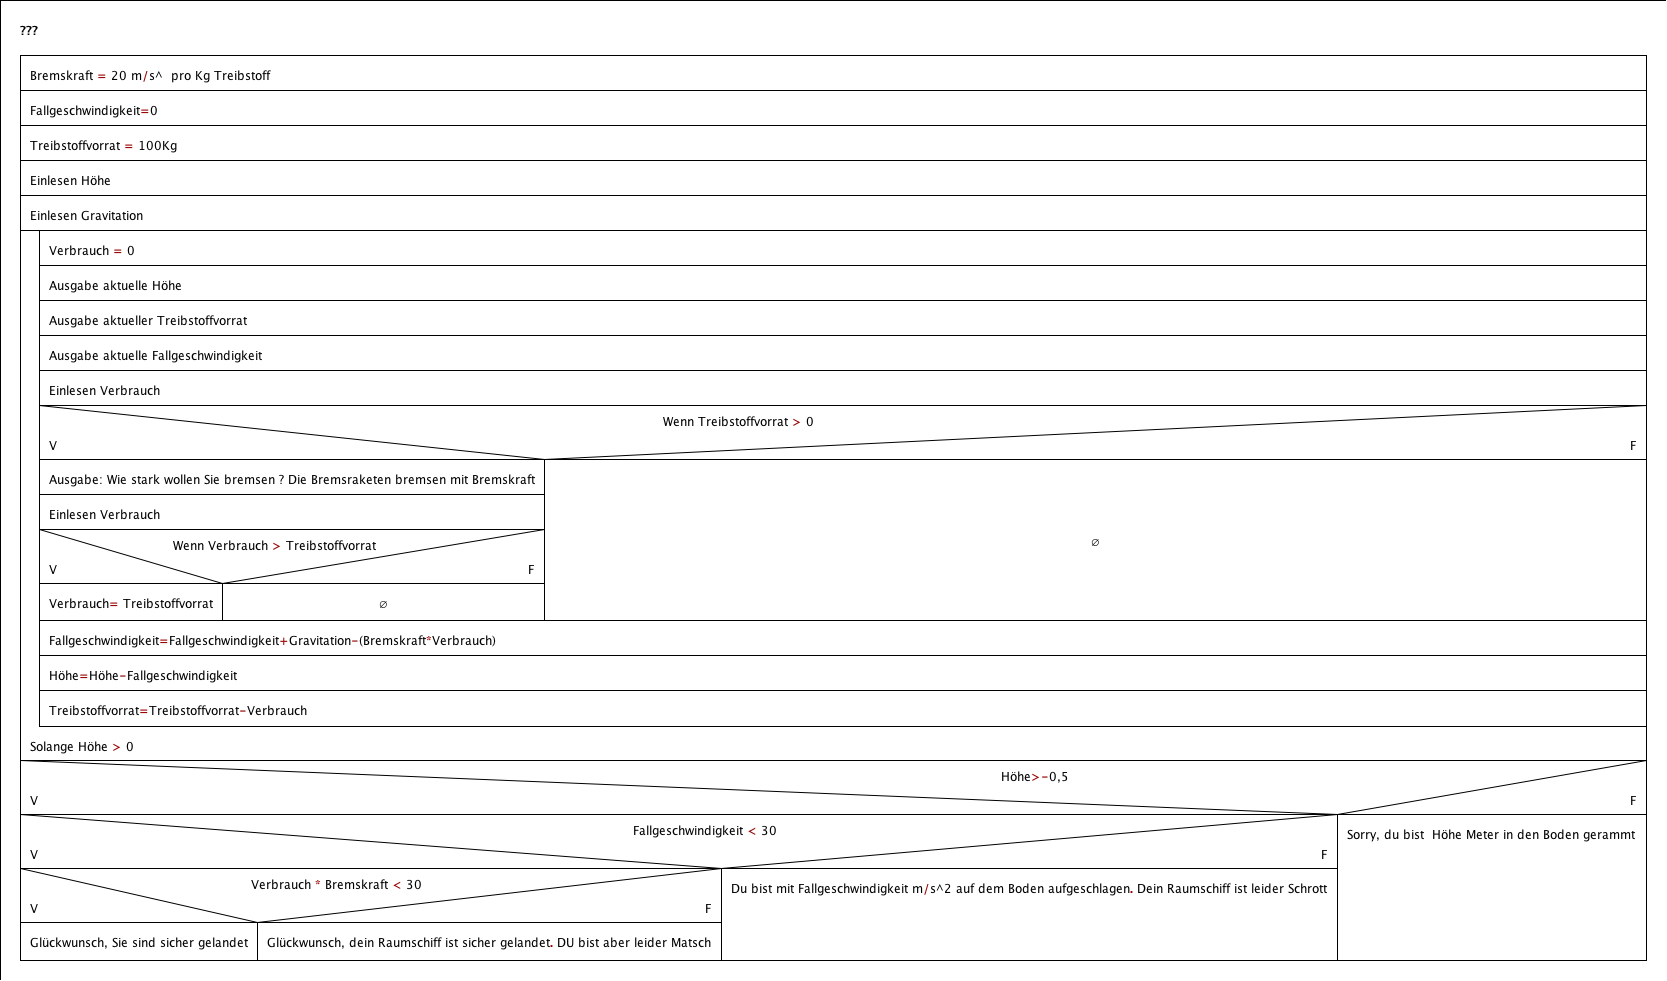 ???
Bremskraft = 20 m/s^  pro Kg Treibstoff
Fallgeschwindigkeit=0
Treibstoffvorrat = 100Kg
Einlesen Höhe
Einlesen Gravitation
Verbrauch = 0
Ausgabe aktuelle Höhe
Ausgabe aktueller Treibstoffvorrat
Ausgabe aktuelle Fallgeschwindigkeit
Einlesen Verbrauch
Wenn Treibstoffvorrat > 0
V F
Ausgabe: Wie stark wollen Sie bremsen ? Die Bremsraketen bremsen mit Bremskraft
Einlesen Verbrauch
∅
Wenn Verbrauch > Treibstoffvorrat
V F
Verbrauch= Treibstoffvorrat ∅
Fallgeschwindigkeit=Fallgeschwindigkeit+Gravitation-(Bremskraft*Verbrauch)
Höhe=Höhe-Fallgeschwindigkeit
Treibstoffvorrat=Treibstoffvorrat-Verbrauch
Solange Höhe > 0
Höhe>-0,5
V F
Fallgeschwindigkeit < 30
Sorry, du bist  Höhe Meter in den Boden gerammt
V F
Verbrauch * Bremskraft < 30
Du bist mit Fallgeschwindigkeit m/s^2 auf dem Boden aufgeschlagen. Dein Raumschiff ist leider Schrott
V F
Glückwunsch, Sie sind sicher gelandet
Glückwunsch, dein Raumschiff ist sicher gelandet. DU bist aber leider Matsch